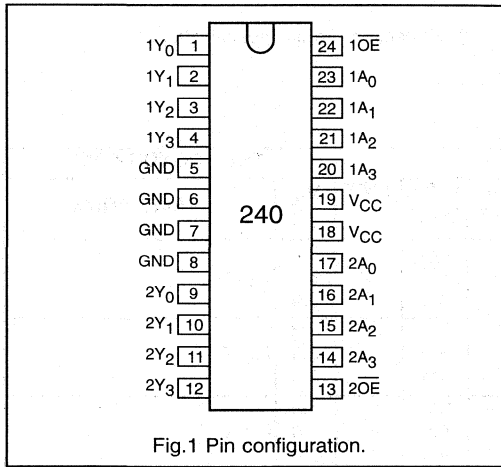 1Y0 1 24 1OE
1Y1 2 23 1A0
1Y2 3 22 1A1
1Y3 4 21 1A2
GND 5 20 1A3
GND 6 19 VCC
GND 7 18 VCC
240
GND 8 17 2A0
2Y0 9 16 2A1
2Y1 10 15 2A2
2Y2 11 14 2A3
2Y3 12 13 2OE
Fig.1 Pin configuration.